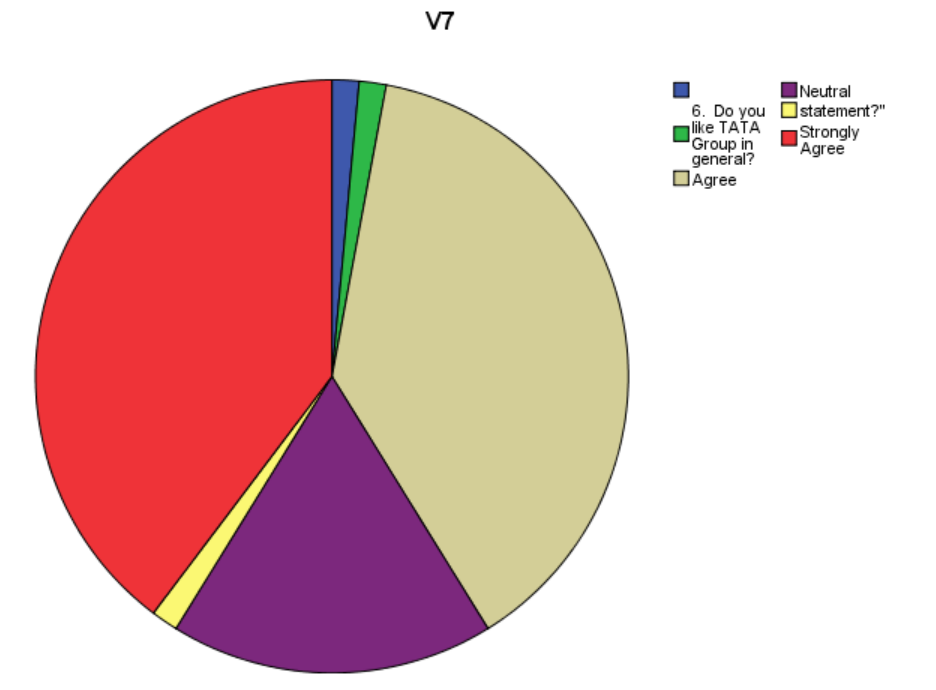 V7
6. Do you
like TATA
Group in
general?
Agree
Neutral
statement?"
Strongly
Agree